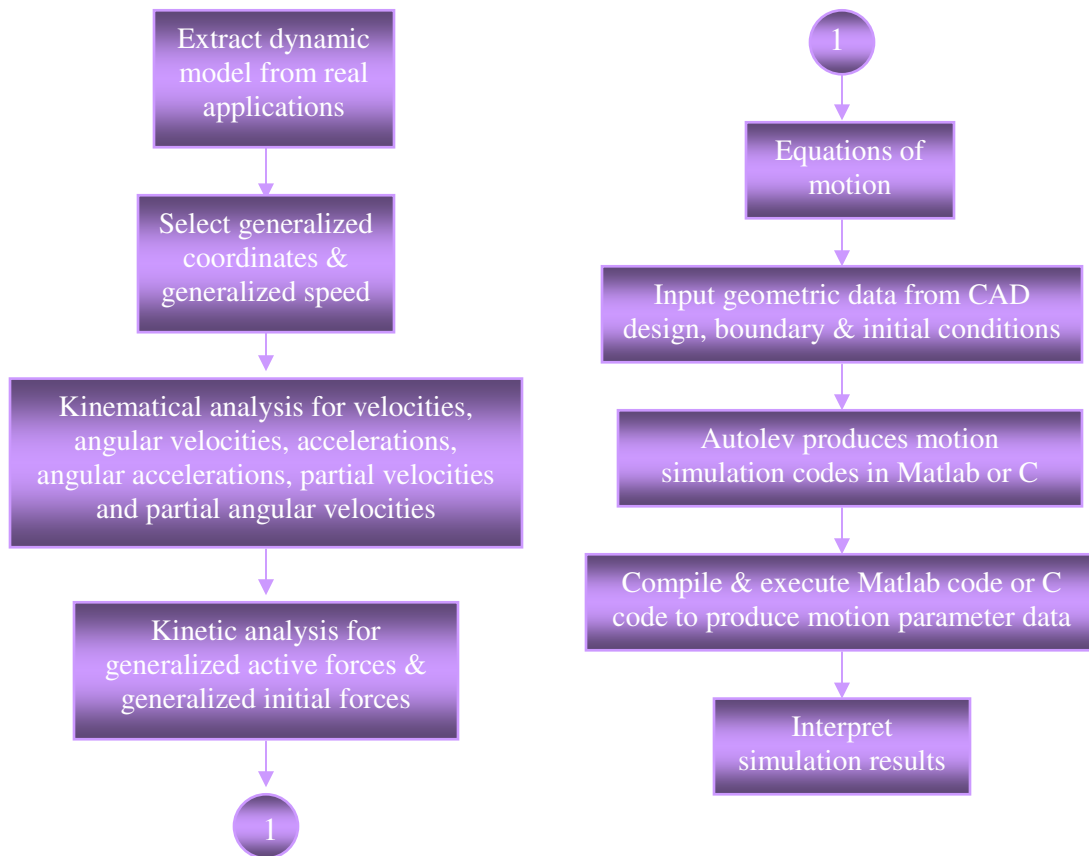 Extract dynamic
model from real
applications
Select generalized
coordinates &
generalized speed
Kinematical analysis for velocities,
angular velocities, accelerations,
angular accelerations, partial velocities
and partial angular velocities
Kinetic analysis for
generalized active forces &
generalized initial forces
1
1
Equations of
motion
Input geometric data from CAD
design, boundary & initial conditions
Autolev produces motion
simulation codes in Matlab or C
Compile & execute Matlab code or C
code to produce motion parameter data
Interpret
simulation results